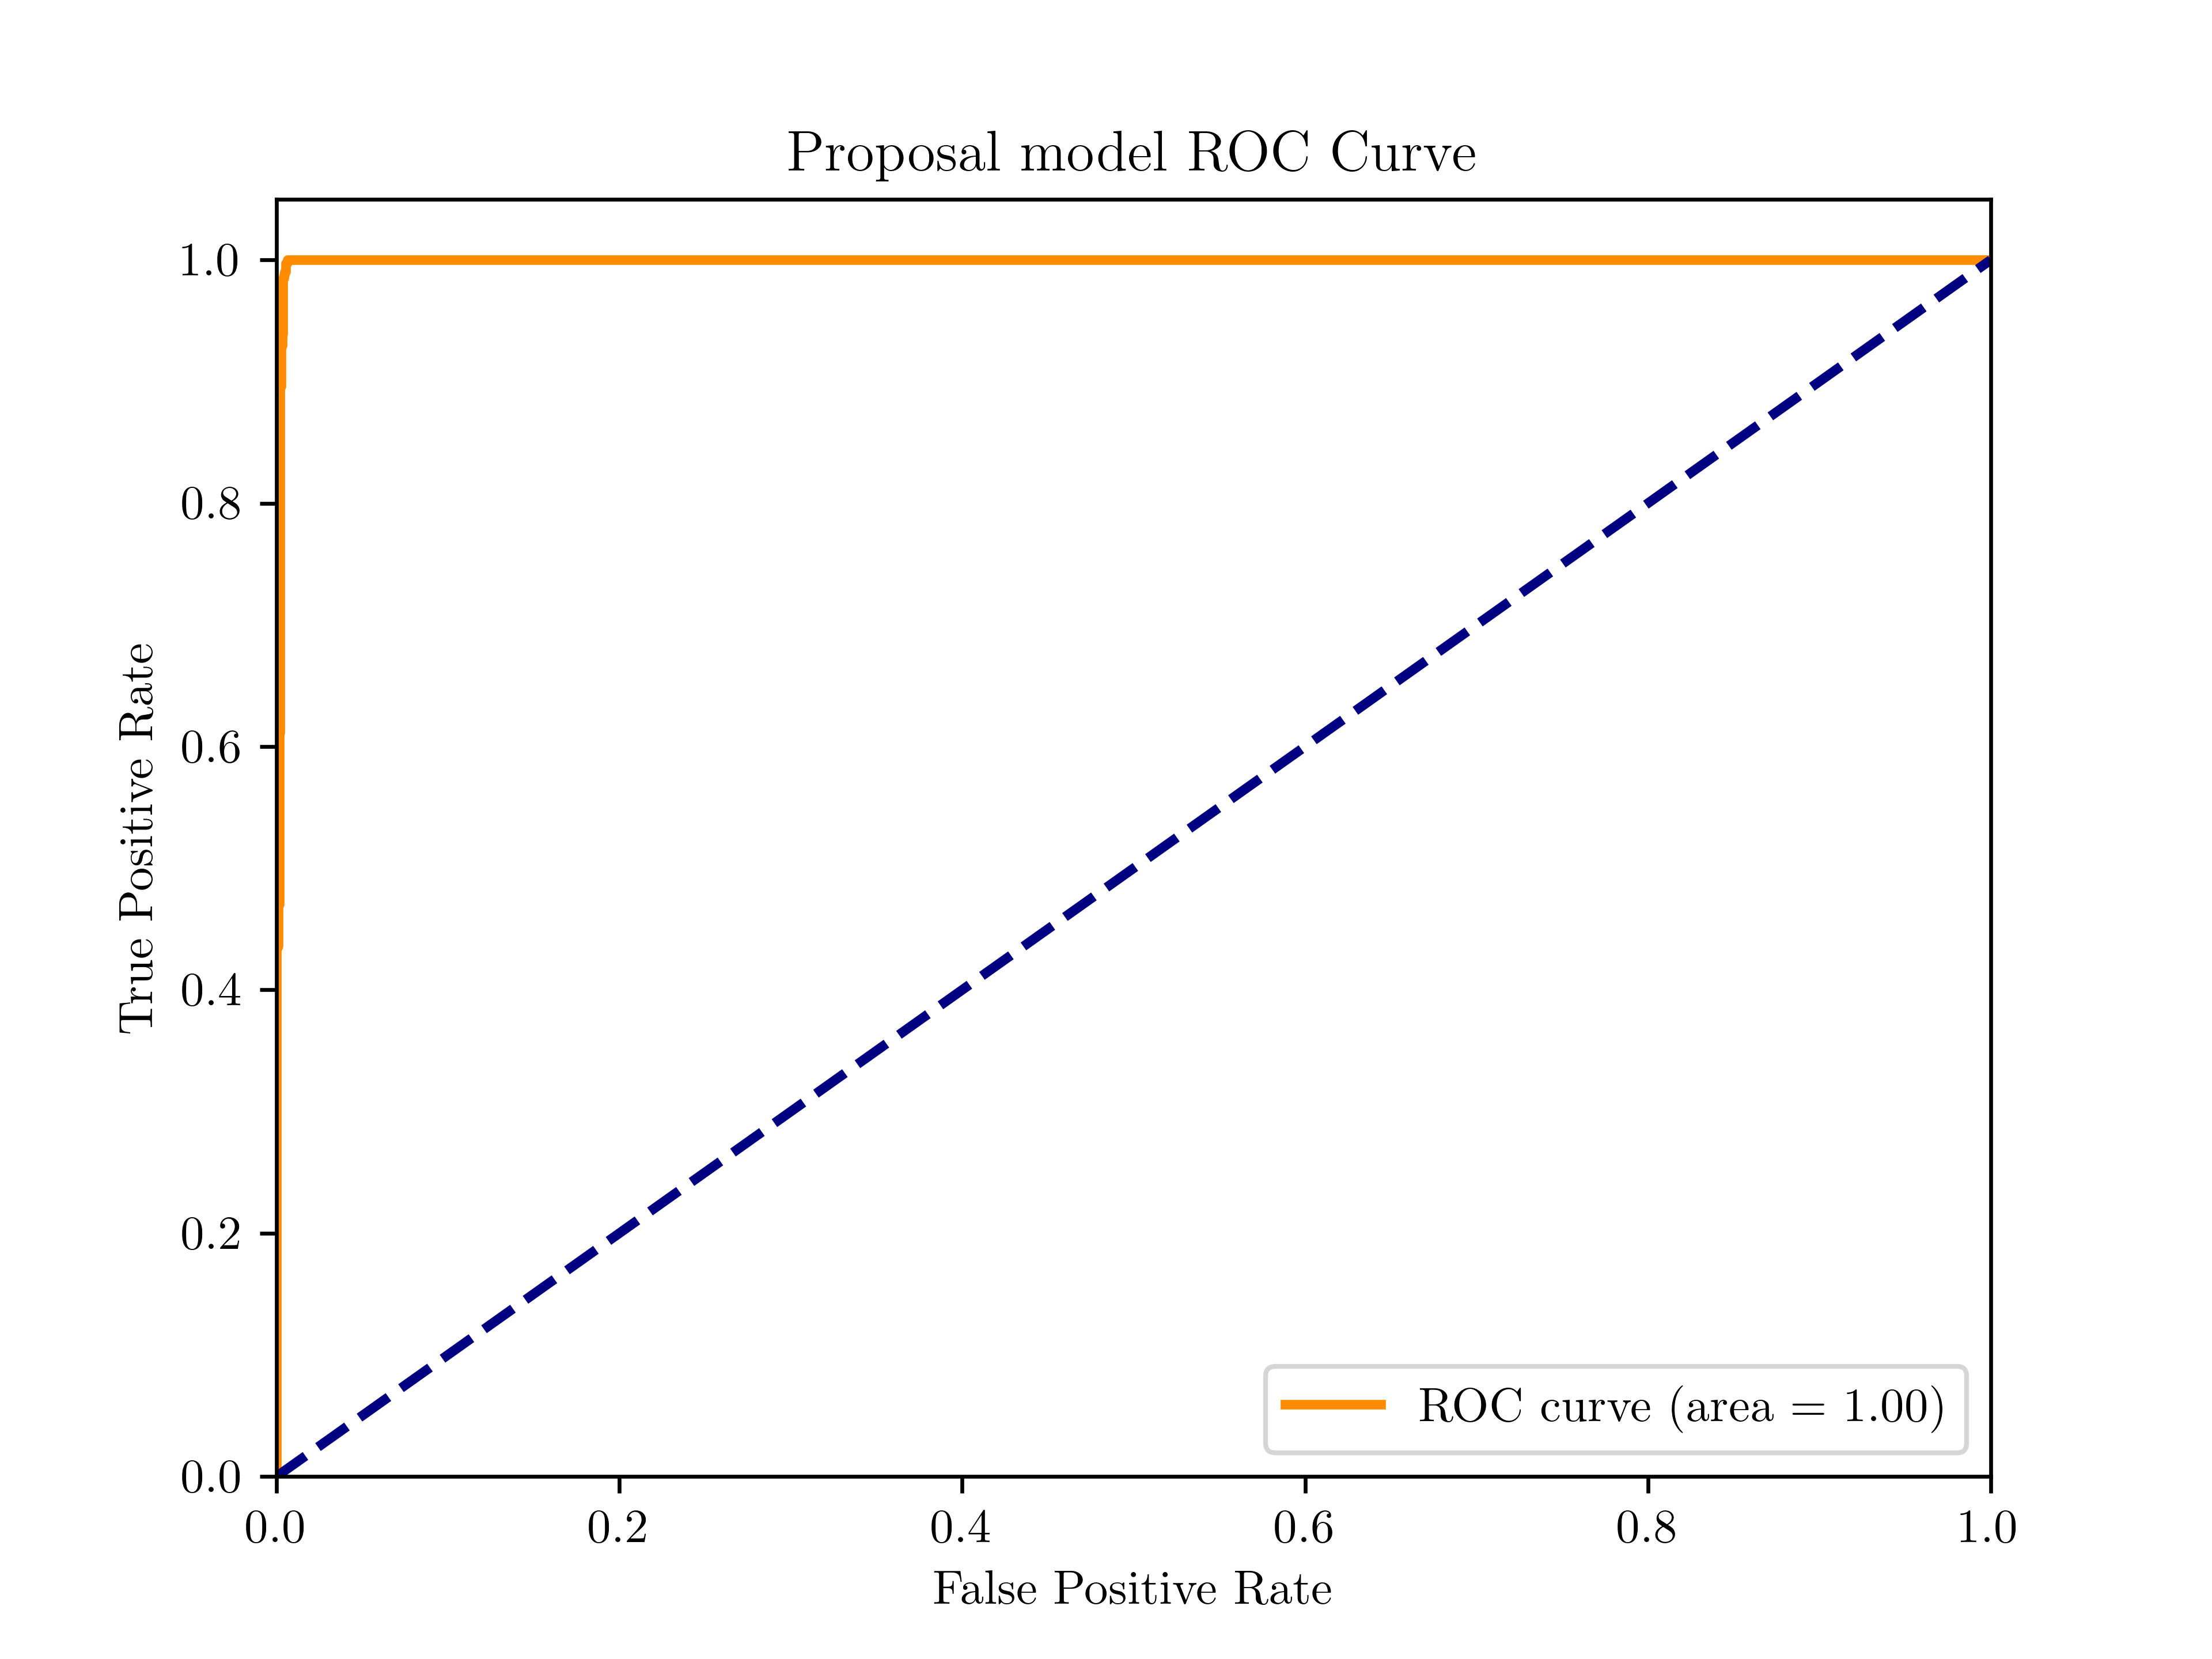 Proposal model ROC Curve
True Positive Rate
1.0
0.8
0.6
0.4
0.2
0.0
0.0 0.2 0.4 0.6 0.8 1.0
False Positive Rate
ROC curve (area = 1.00)